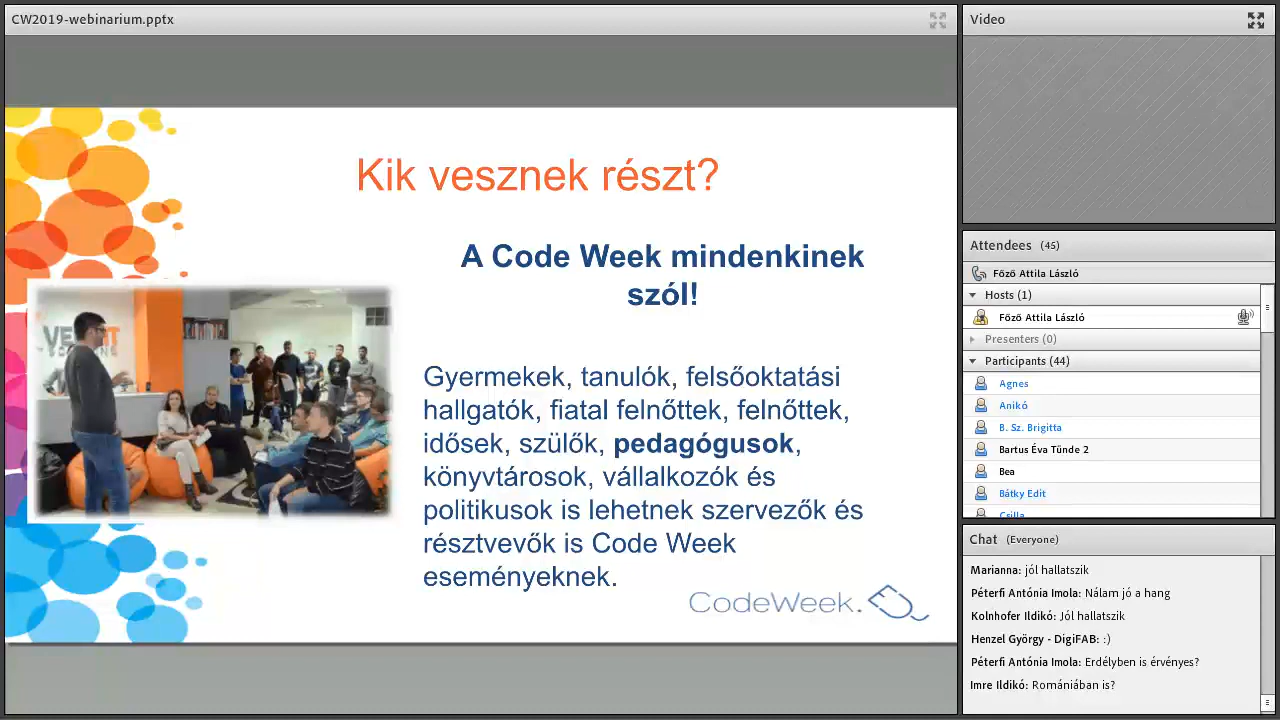 CW2019-webinarium.pptx
Kik vesznek részt?
A Code Week mindenkinek
szól!
Gyermekek, tanulók, felsőoktatási
hallgatók, fiatal felnőttek, felnőttek,
idősek, szülők, pedagógusok,
könyvtárosok, vállalkozók és
politikusok is lehetnek szervezők és
résztvevők is Code Week
eseményeknek.
CodeWeek.
Video
Attendees (45)
Főző Attila László
Hosts (1)
Főző Attila László
Presenters (0)
Participants (44)
Agnes
Anikó
B. Sz. Brigitta
Bartus Éva Tünde 2
Bea
Bátky Edit
Csilla
Chat (Everyone)
Marianna: jól hallatszik
Péterfi Antónia Imola: Nálam jó a hang
Kolnhofer Ildikó: Jól hallatszik
Henzel György - DigiFAB: :)
Péterfi Antónia Imola: Erdélyben is érvényes?
Imre Ildikó: Romániában is?